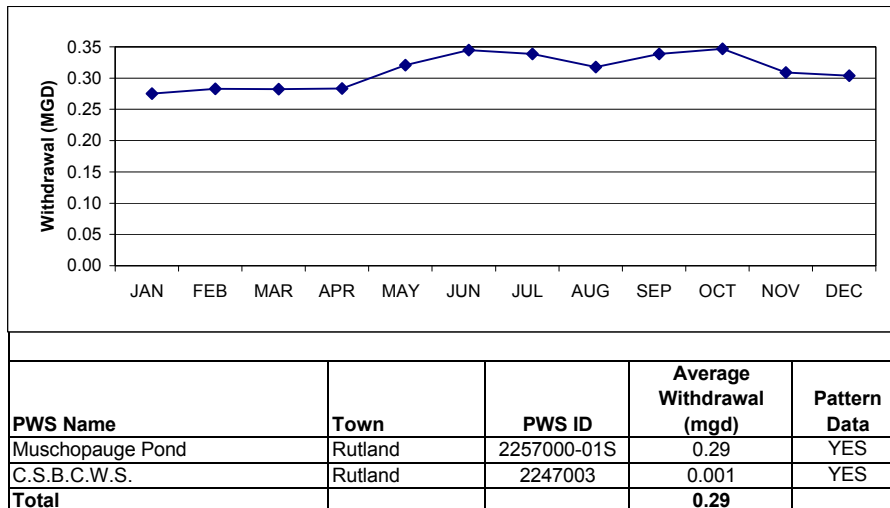 0.35
0.30
0.25
0.20
0.15
0.10
0.05
0.00
Withdrawal (MGD)
JAN FEB MAR APR MAY JUN JUL AUG SEP OCT NOV DEC
PWS Name Town PWS ID Average Withdrawal (mgd) Pattern Data
Muschopauge Pond Rutland 2257000-01S 0.29 YES
C.S.B.C.W.S. Rutland 2247003 0.001 YES
Total 0.29